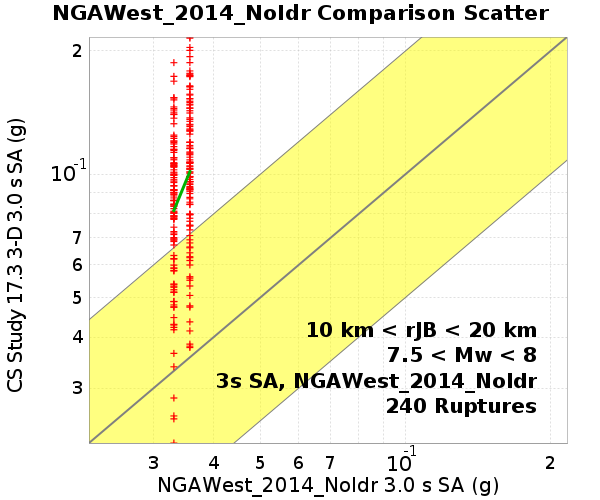 NGAWest_2014_NoIdr Comparison Scatter
CS Study 17.3 3-D 3.0 s SA (g)
2
10-1
7
6
5
4
3
10 km < rJB < 20 km
7.5 < Mw < 8
3s SA, NGAWest_2014_NoIdr
240 Ruptures
3 4 5 6 7 10-1 2
NGAWest_2014_NoIdr 3.0 s SA (g)